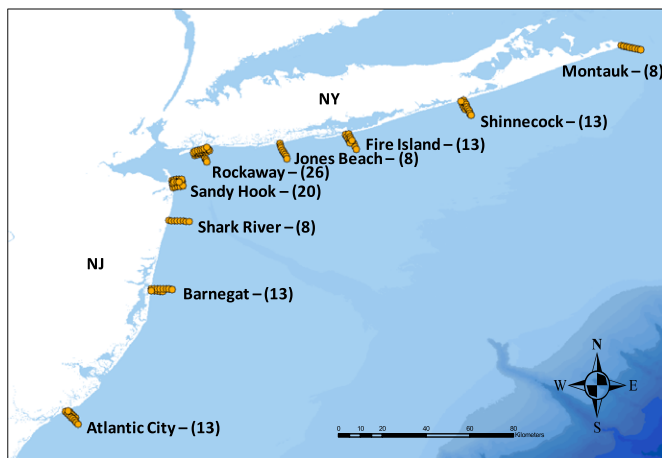 Montauk – (8)
NY
Shinnecock – (13)
Fire Island – (13)
Jones Beach – (8)
Rockaway – (26)
Sandy Hook – (20)
Shark River – (8)
NJ
Barnegat – (13)
N
W E
S
Atlantic City – (13)
0 10 20 40 60 80
Kilometers